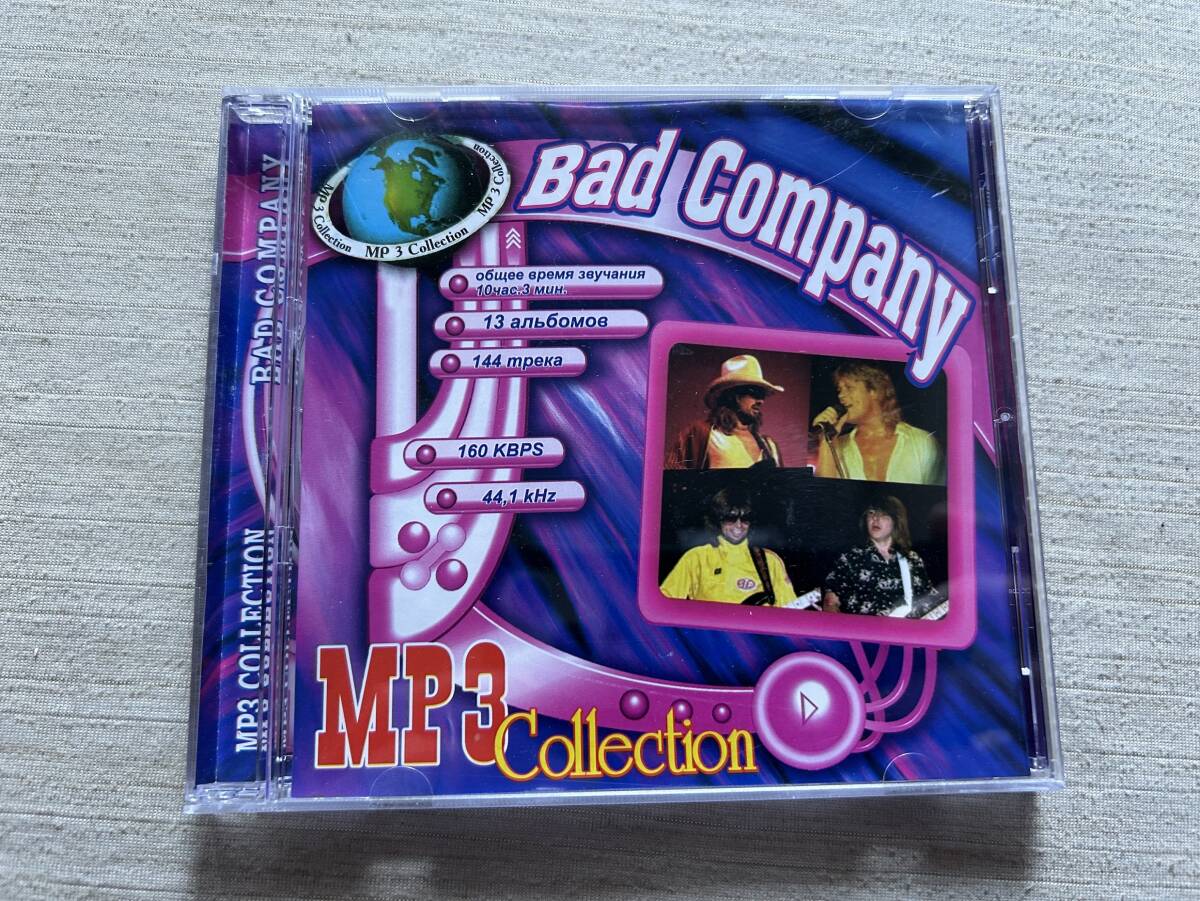 Bad Company
MP 3 Collection
MP 3 Collection
MP 3 Collection
общее время звучания
10час.3 мин.
13 альбомов
144 трека
160 KBPS
44,1 kHz
MP3
Collection
MP3 COLLECTION BAD COMPANY